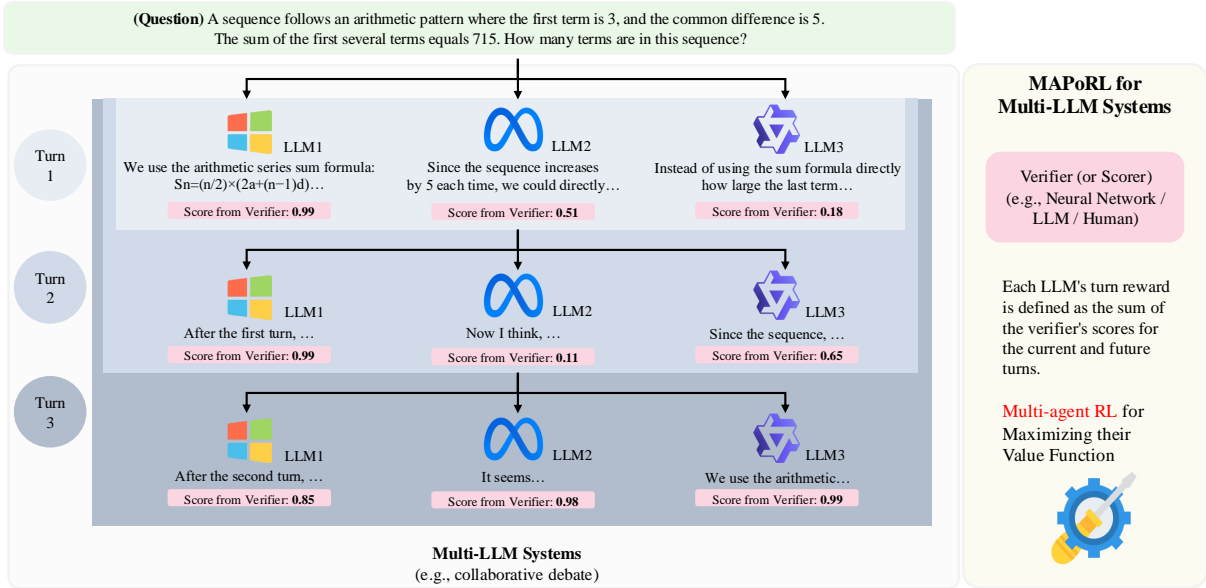 (Question) A sequence follows an arithmetic pattern where the first term is 3, and the common difference is 5.
The sum of the first several terms equals 715. How many terms are in this sequence?
Turn
1
LLM1
We use the arithmetic series sum formula:
Sn=(n/2)×(2a+(n−1)d)…
Score from Verifier: 0.99
LLM2
Since the sequence increases
by 5 each time, we could directly…
Score from Verifier: 0.51
LLM3
Instead of using the sum formula directly
how large the last term…
Score from Verifier: 0.18
Turn
2
LLM1
After the first turn, …
Score from Verifier: 0.99
LLM2
Now I think, …
Score from Verifier: 0.11
LLM3
Since the sequence, …
Score from Verifier: 0.65
Turn
3
LLM1
After the second turn, …
Score from Verifier: 0.85
LLM2
It seems…
Score from Verifier: 0.98
LLM3
We use the arithmetic…
Score from Verifier: 0.99
Multi-LLM Systems
(e.g., collaborative debate)
MAPoRL for
Multi-LLM Systems
Verifier (or Scorer)
(e.g., Neural Network /
LLM / Human)
Each LLM's turn reward
is defined as the sum of
the verifier's scores for
the current and future
turns.
Multi-agent RL for
Maximizing their
Value Function